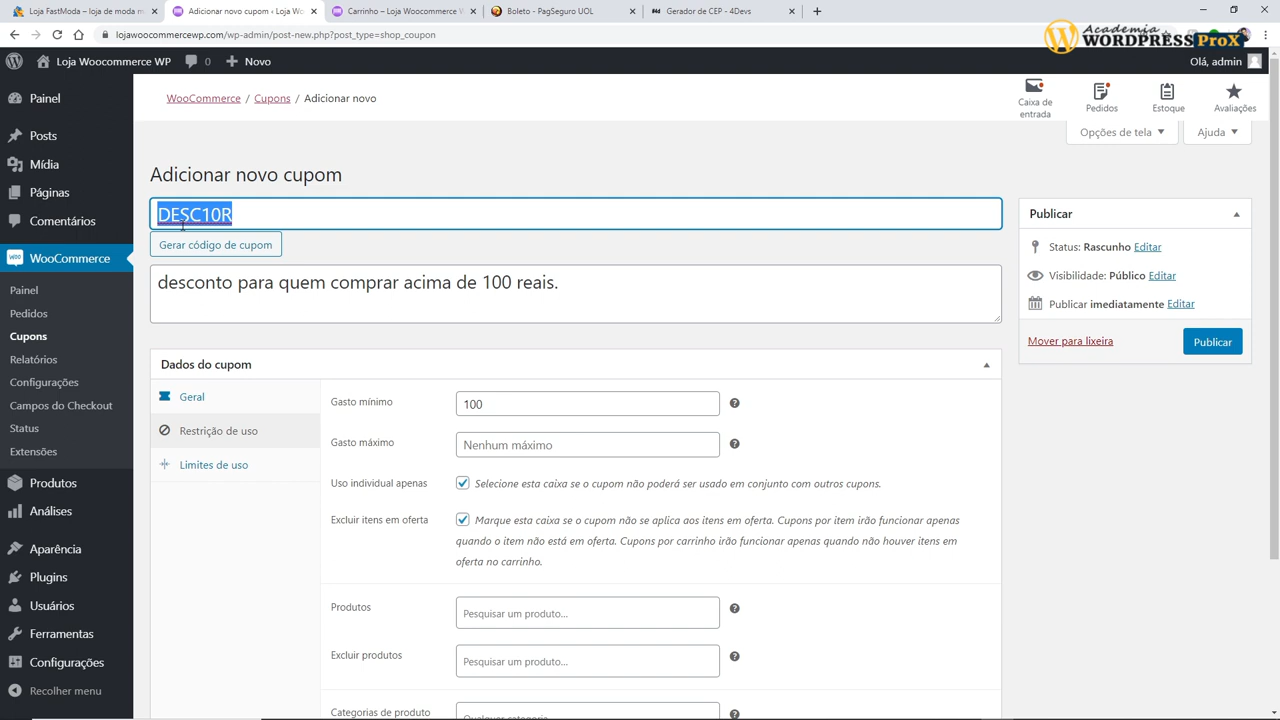 Loja FastModa - loja de moda m
Adicionar novo cupom ‹ Loja Wo
Carrinho – Loja Woocommerce W
Boleto - PagSeguro UOL
Gerador de CEP - 4Devs
lojawoocommercewp.com/wp-admin/post-new.php?post_type=shop_coupon
Academia
WORDPRESS ProX
Loja Woocommerce WP
0
Novo
Olá, admin
WooCommerce / Cupons / Adicionar novo
Caixa de entrada
Pedidos
Estoque
Avaliações
Opções de tela
Ajuda
Painel
Posts
Mídia
Páginas
Comentários
WooCommerce
Painel
Pedidos
Cupons
Relatórios
Configurações
Campos do Checkout
Status
Extensões
Produtos
Análises
Aparência
Plugins
Usuários
Ferramentas
Configurações
Recolher menu
Adicionar novo cupom
DESC10R
Gerar código de cupom
desconto para quem comprar acima de 100 reais.
Publicar
Status: Rascunho Editar
Visibilidade: Público Editar
Publicar imediatamente Editar
Mover para lixeira
Publicar
Dados do cupom
Geral
Restrição de uso
Limites de uso
Gasto mínimo
100
Gasto máximo
Nenhum máximo
Uso individual apenas
Selecione esta caixa se o cupom não poderá ser usado em conjunto com outros cupons.
Excluir itens em oferta
Marque esta caixa se o cupom não se aplica aos itens em oferta. Cupons por item irão funcionar apenas
quando o item não está em oferta. Cupons por carrinho irão funcionar apenas quando não houver itens em
oferta no carrinho.
Produtos
Pesquisar um produto...
Excluir produtos
Pesquisar um produto...
Categorias de produto
Qualquer categoria